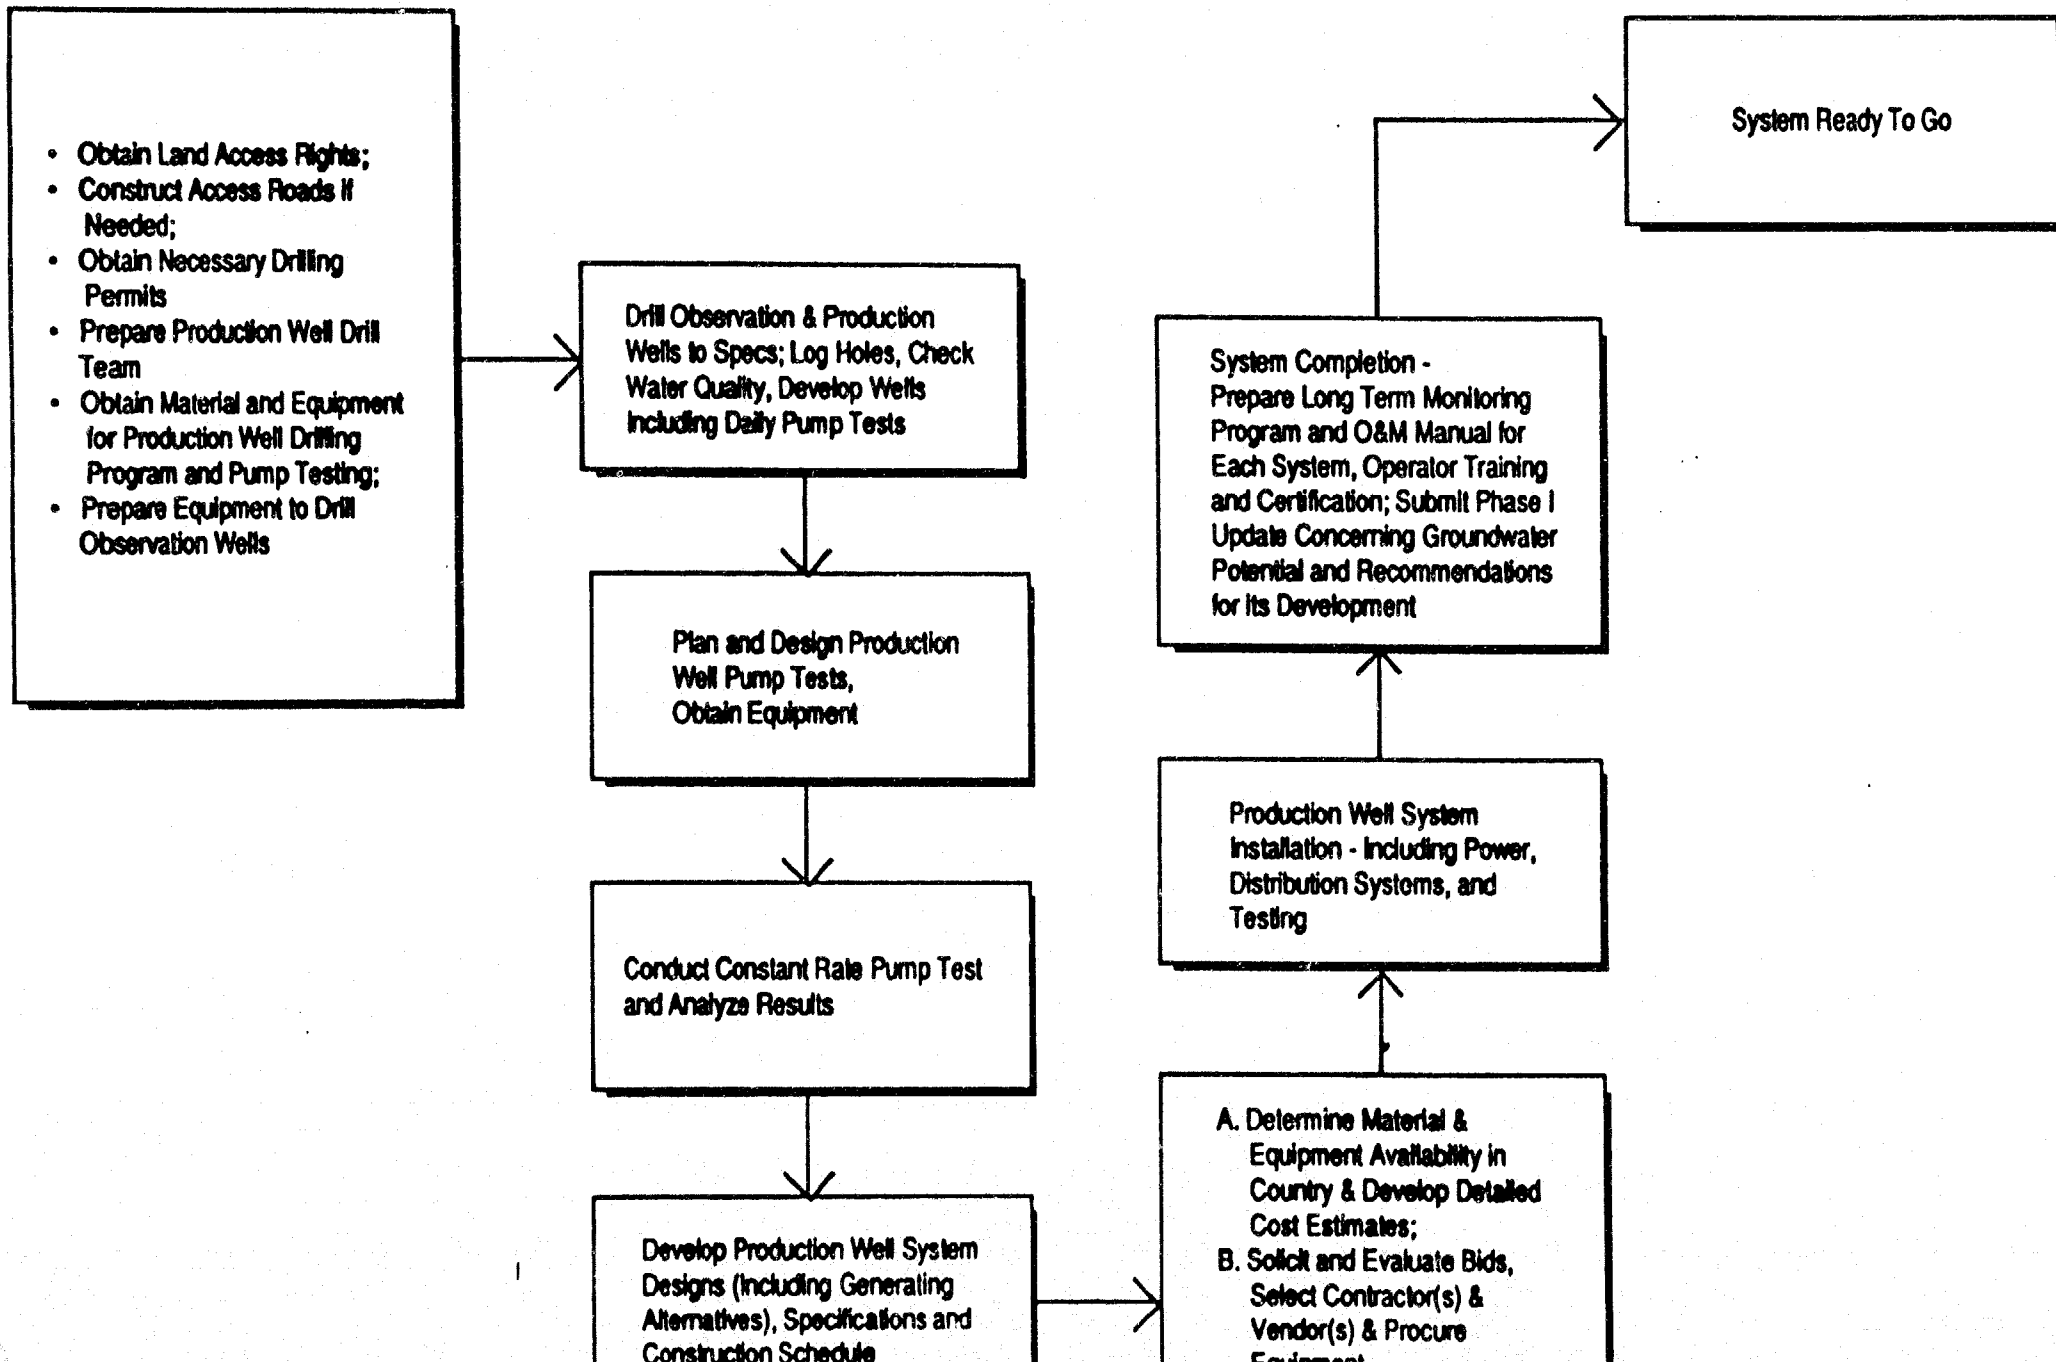 • Obtain Land Access Rights;
• Construct Access Roads if
Needed;
• Obtain Necessary Drilling
Permits
• Prepare Production Well Drill
Team
• Obtain Material and Equipment
for Production Well Drilling
Program and Pump Testing;
• Prepare Equipment to Drill
Observation Wells
Drill Observation & Production
Wells to Specs; Log Holes, Check
Water Quality, Develop Wells
Including Daily Pump Tests
Plan and Design Production
Well Pump Tests,
Obtain Equipment
Conduct Constant Rate Pump Test
and Analyze Results
Develop Production Well System
Designs (Including Generating
Alternatives), Specifications and
Construction Schedule
A. Determine Material &
Equipment Availability in
Country & Develop Detailed
Cost Estimates;
B. Solicit and Evaluate Bids,
Select Contractor(s) &
Vendor(s) & Procure
Equipment
Production Well System
Installation - Including Power,
Distribution Systems, and
Testing
System Completion -
Prepare Long Term Monitoring
Program and O&M Manual for
Each System, Operator Training
and Certification; Submit Phase I
Update Concerning Groundwater
Potential and Recommendations
for its Development
System Ready To Go